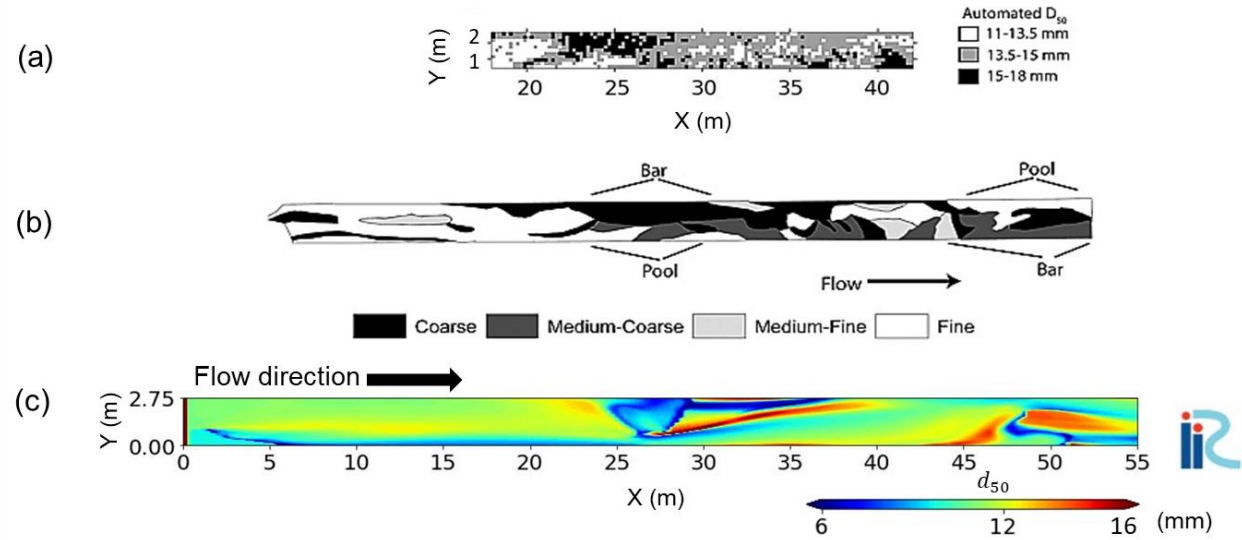 (a)
Y (m)
2
1
20 25 30 35 40
X (m)
Automated D50
11-13.5 mm
13.5-15 mm
15-18 mm
(b)
Bar
Pool
Pool
Bar
Flow
Coarse
Medium-Coarse
Medium-Fine
Fine
(c)
Flow direction
Y (m)
2.75
0.00
0 5 10 15 20 25 30 35 40 45 50 55
X (m)
d50
6 12 16 (mm)
iiR